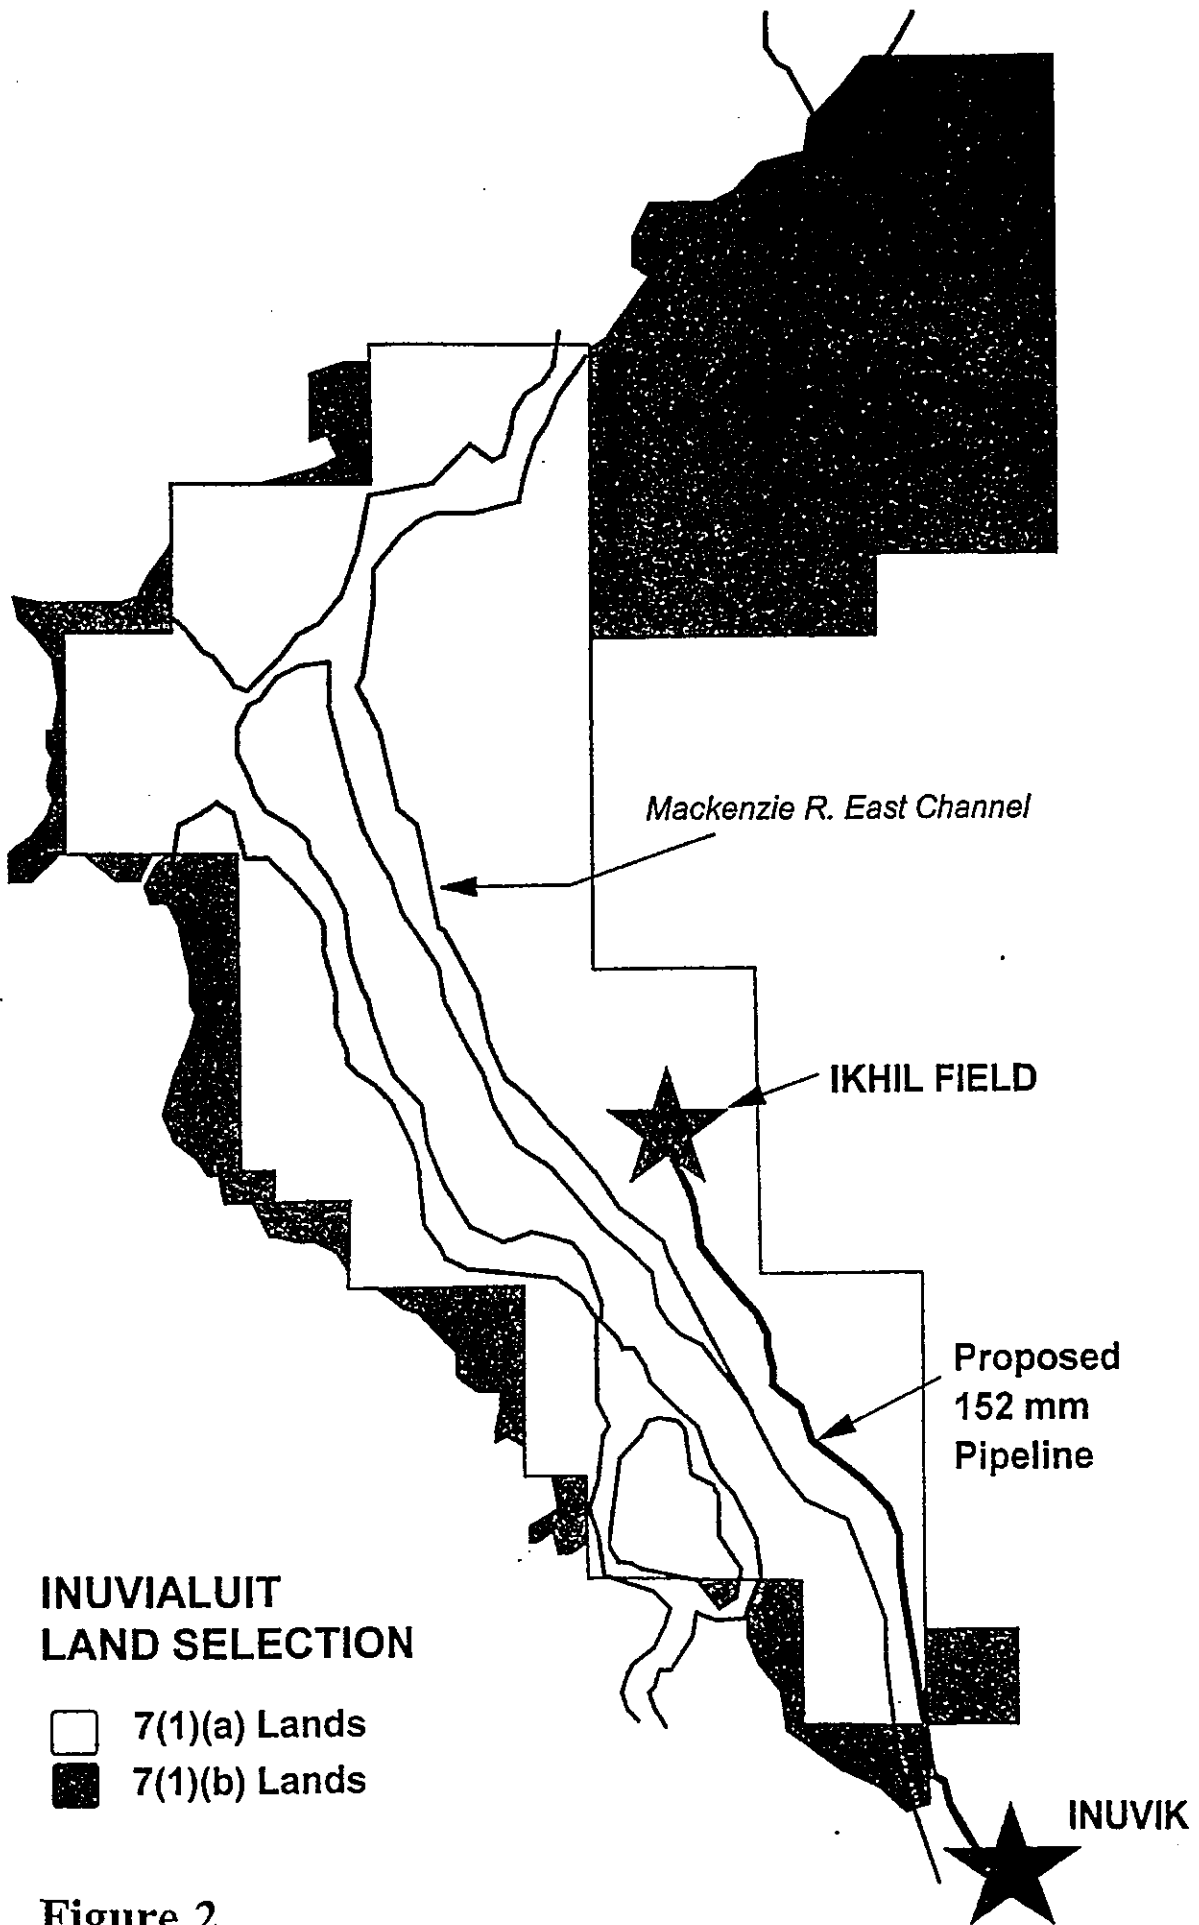 Mackenzie R. East Channel
IKHIL FIELD
Proposed
152 mm
Pipeline
INUVIALUIT
LAND SELECTION
7(1)(a) Lands
7(1)(b) Lands
INUVIK
Figure 2